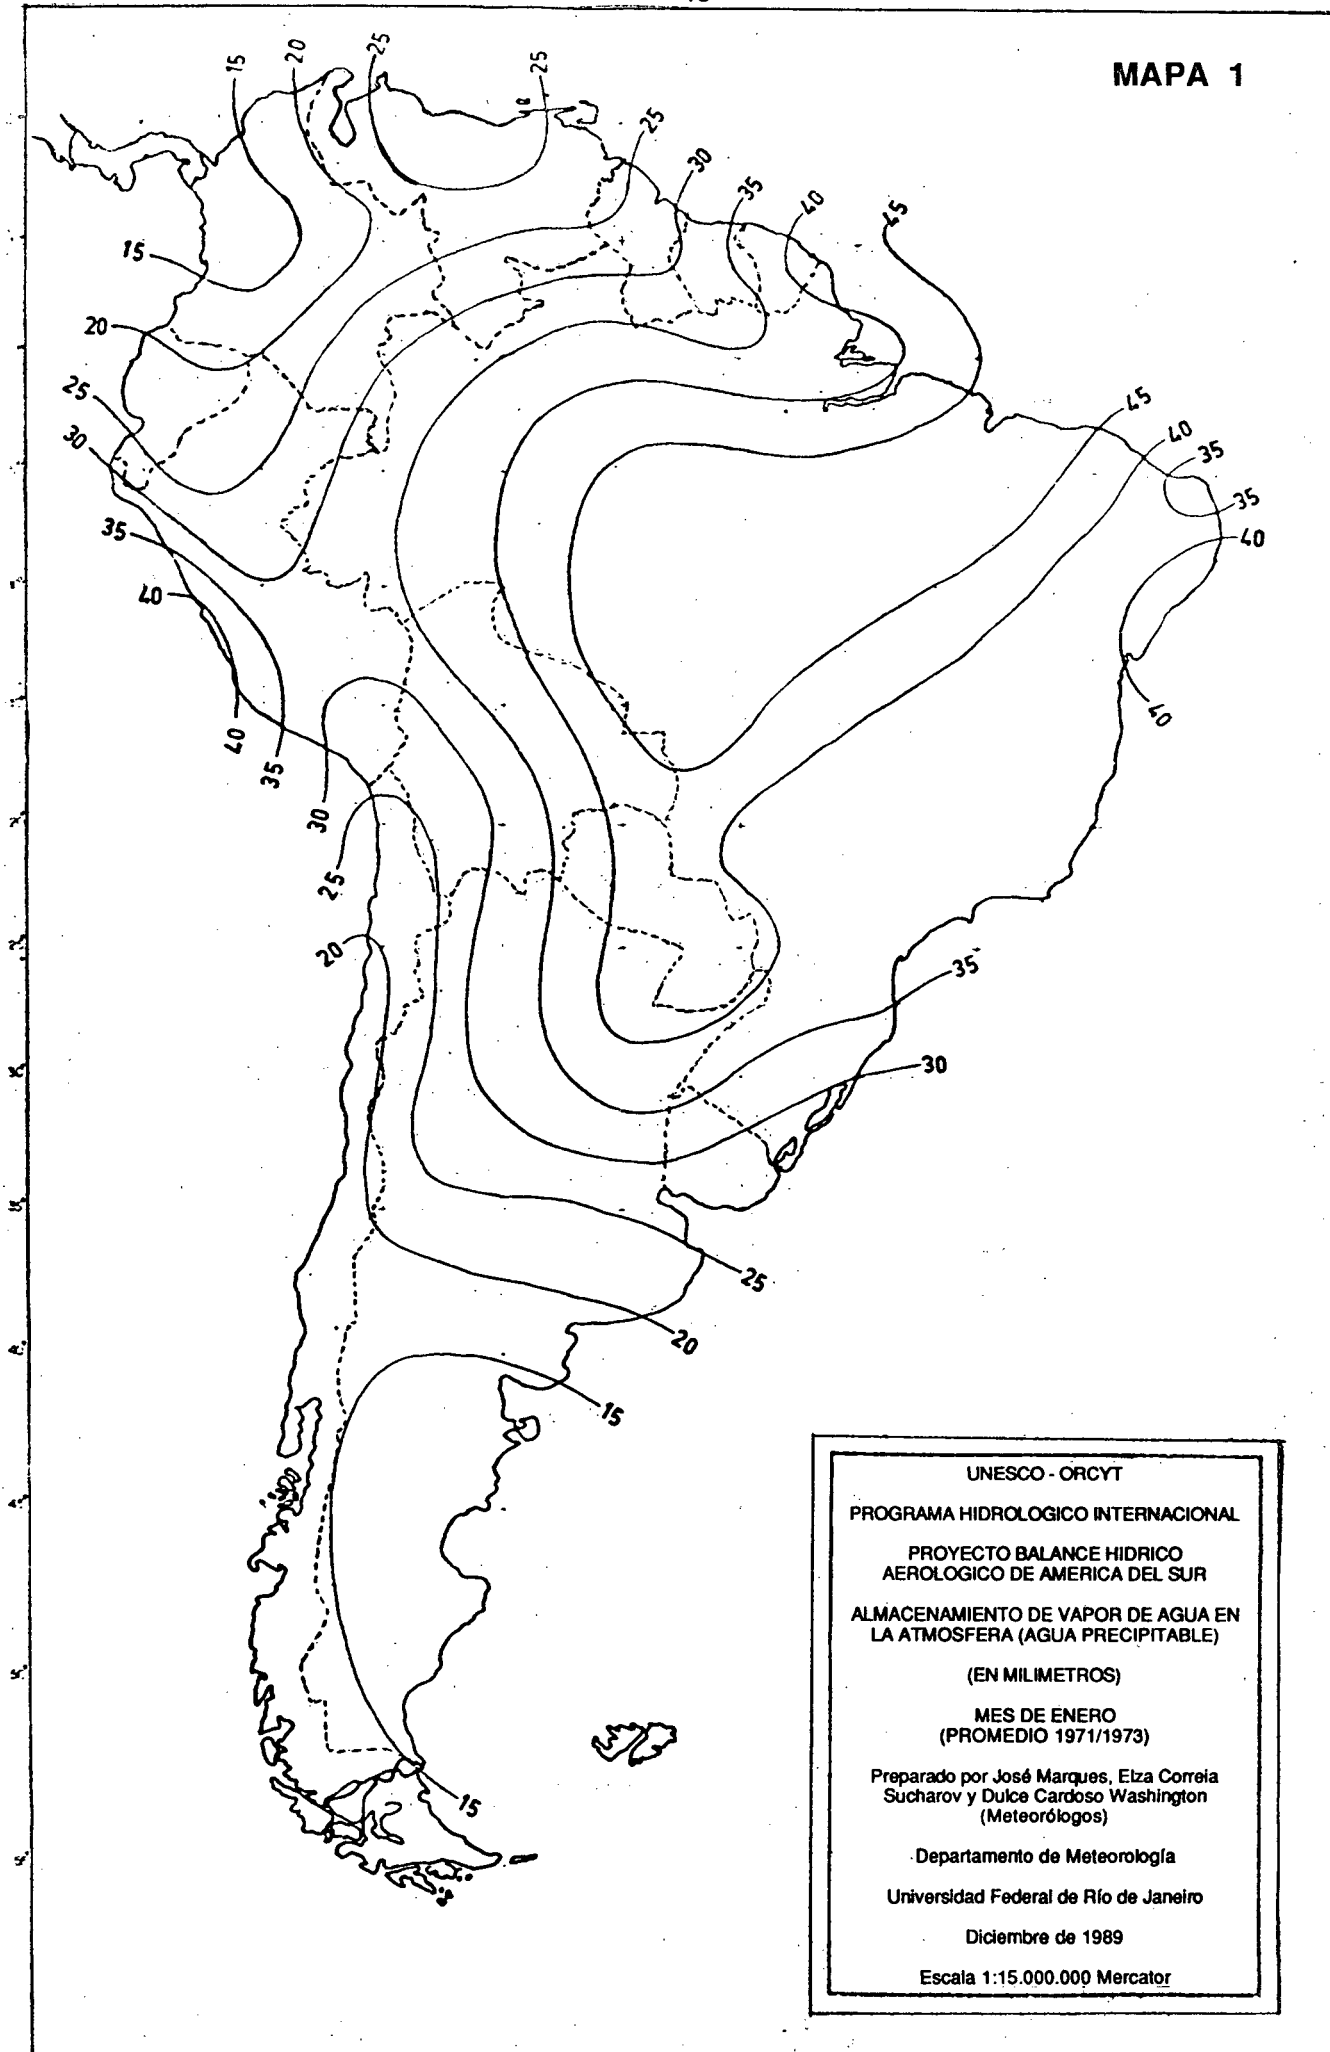 MAPA 1
15
20
25
25
25
30
35
40
45
15
20
25
30
45
40
35
35
40
35
40
40
40
35
30
25
20
35
30
25
20
15
15
UNESCO - ORCYT
PROGRAMA HIDROLOGICO INTERNACIONAL
PROYECTO BALANCE HIDRICO
AEROLOGICO DE AMERICA DEL SUR
ALMACENAMIENTO DE VAPOR DE AGUA EN
LA ATMOSFERA (AGUA PRECIPITABLE)
(EN MILIMETROS)
MES DE ENERO
(PROMEDIO 1971/1973)
Preparado por José Marques, Elza Correia
Sucharov y Dulce Cardoso Washington
(Meteorólogos)
Departamento de Meteorología
Universidad Federal de Río de Janeiro
Diciembre de 1989
Escala 1:15.000.000 Mercator